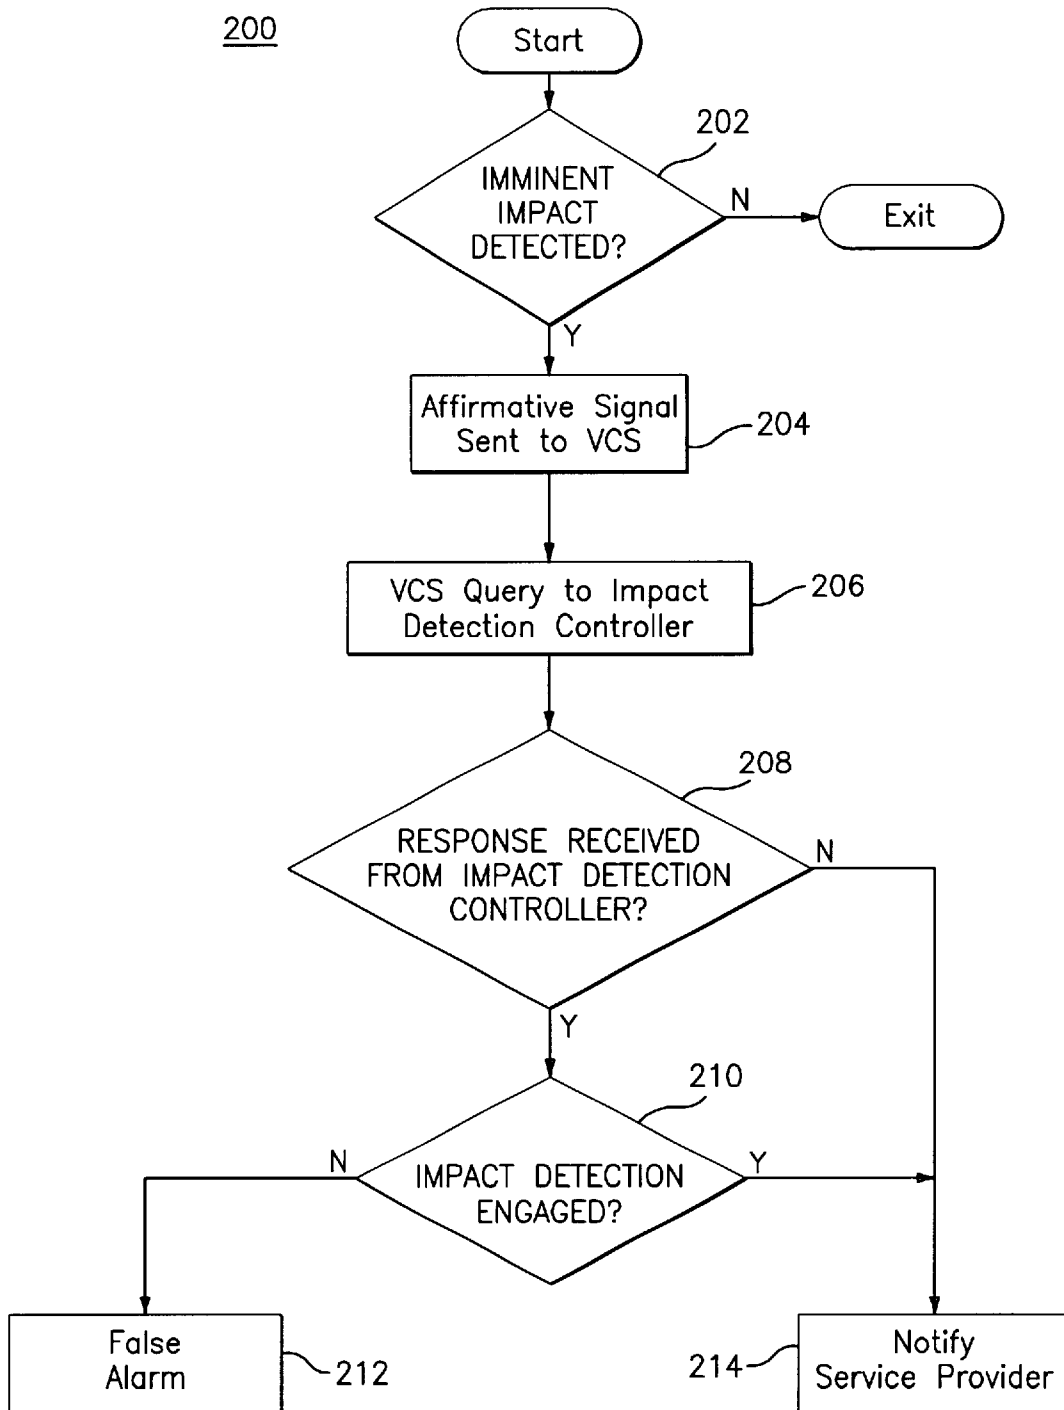 200
Start
202
IMMINENT
IMPACT
DETECTED?
N
Exit
Y
Affirmative Signal
Sent to VCS
204
VCS Query to Impact
Detection Controller
206
208
RESPONSE RECEIVED
FROM IMPACT DETECTION
CONTROLLER?
N
Y
210
N
IMPACT DETECTION
ENGAGED?
Y
False
Alarm
212
214
Notify
Service Provider